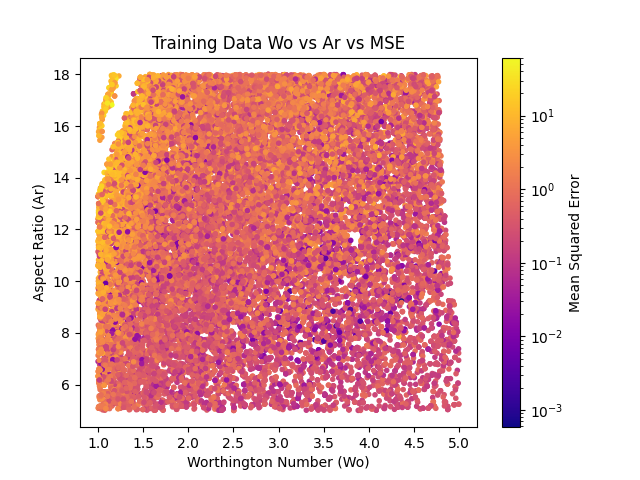 Training Data Wo vs Ar vs MSE
Aspect Ratio (Ar)
18
16
14
12
10
8
6
1.0 1.5 2.0 2.5 3.0 3.5 4.0 4.5 5.0
Worthington Number (Wo)
10¹
10⁰
10⁻¹
10⁻²
10⁻³
Mean Squared Error